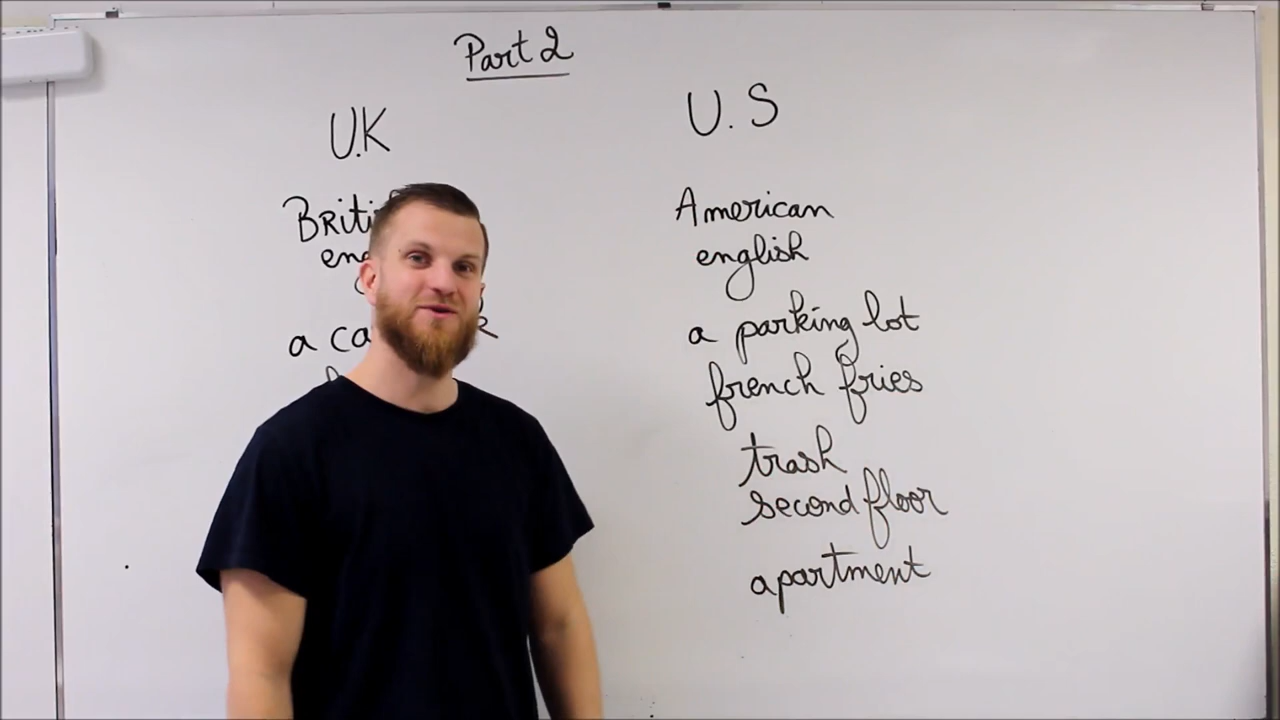 Part 2
U.K
U.S
a
American
english
a parking lot
french fries
trash
second floor
apartment